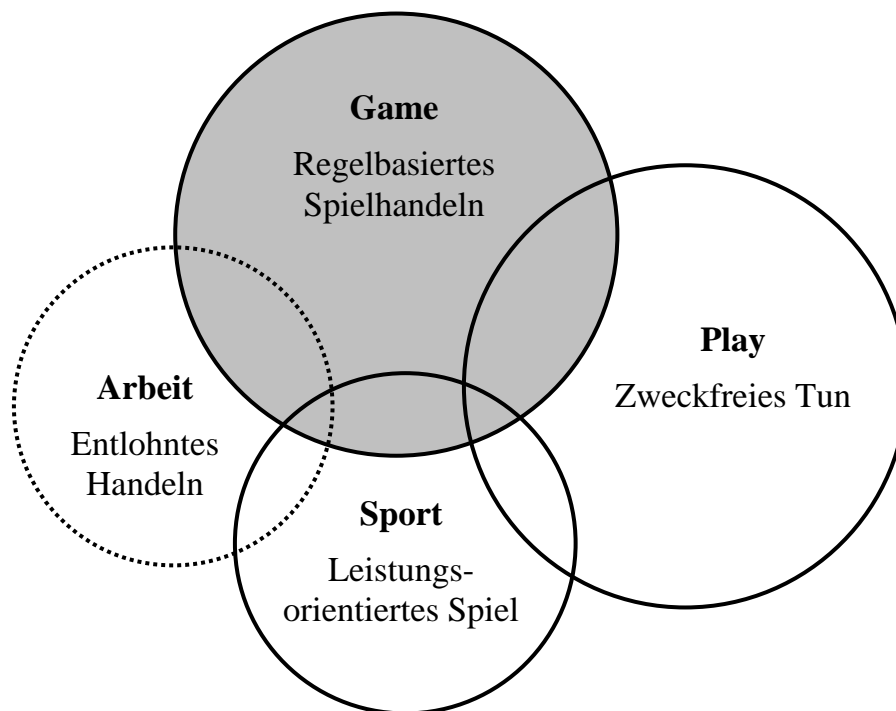 Game
Regelbasiertes
Spielhandeln
Play
Zweckfreies Tun
Arbeit
Entlohntes
Handeln
Sport
Leistungs-
orientiertes Spiel